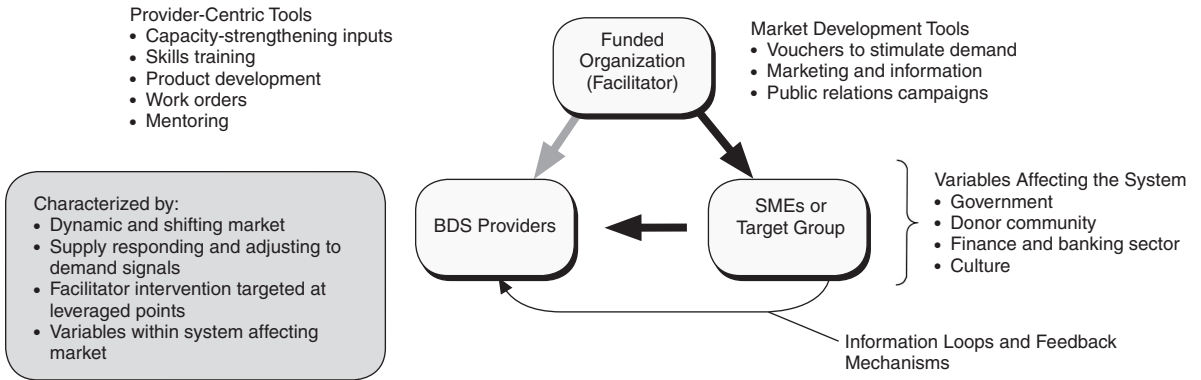 Provider-Centric Tools
• Capacity-strengthening inputs
• Skills training
• Product development
• Work orders
• Mentoring
Funded
Organization
(Facilitator)
Market Development Tools
• Vouchers to stimulate demand
• Marketing and information
• Public relations campaigns
Characterized by:
• Dynamic and shifting market
• Supply responding and adjusting to
demand signals
• Facilitator intervention targeted at
leveraged points
• Variables within system affecting
market
BDS Providers
SMEs or
Target Group
Variables Affecting the System
• Government
• Donor community
• Finance and banking sector
• Culture
Information Loops and Feedback
Mechanisms